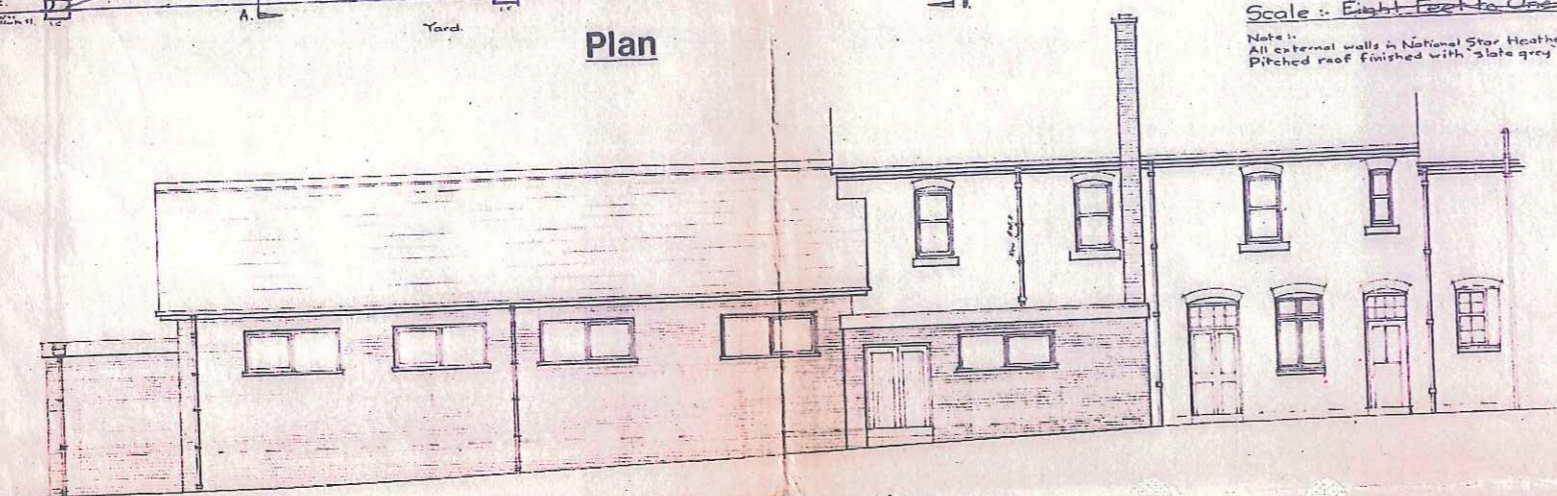 A.
Yard.
Plan
Scale :- Eight Feet to One
Note :-
All external walls in National Star Heathe
Pitched roof finished with "slate grey"